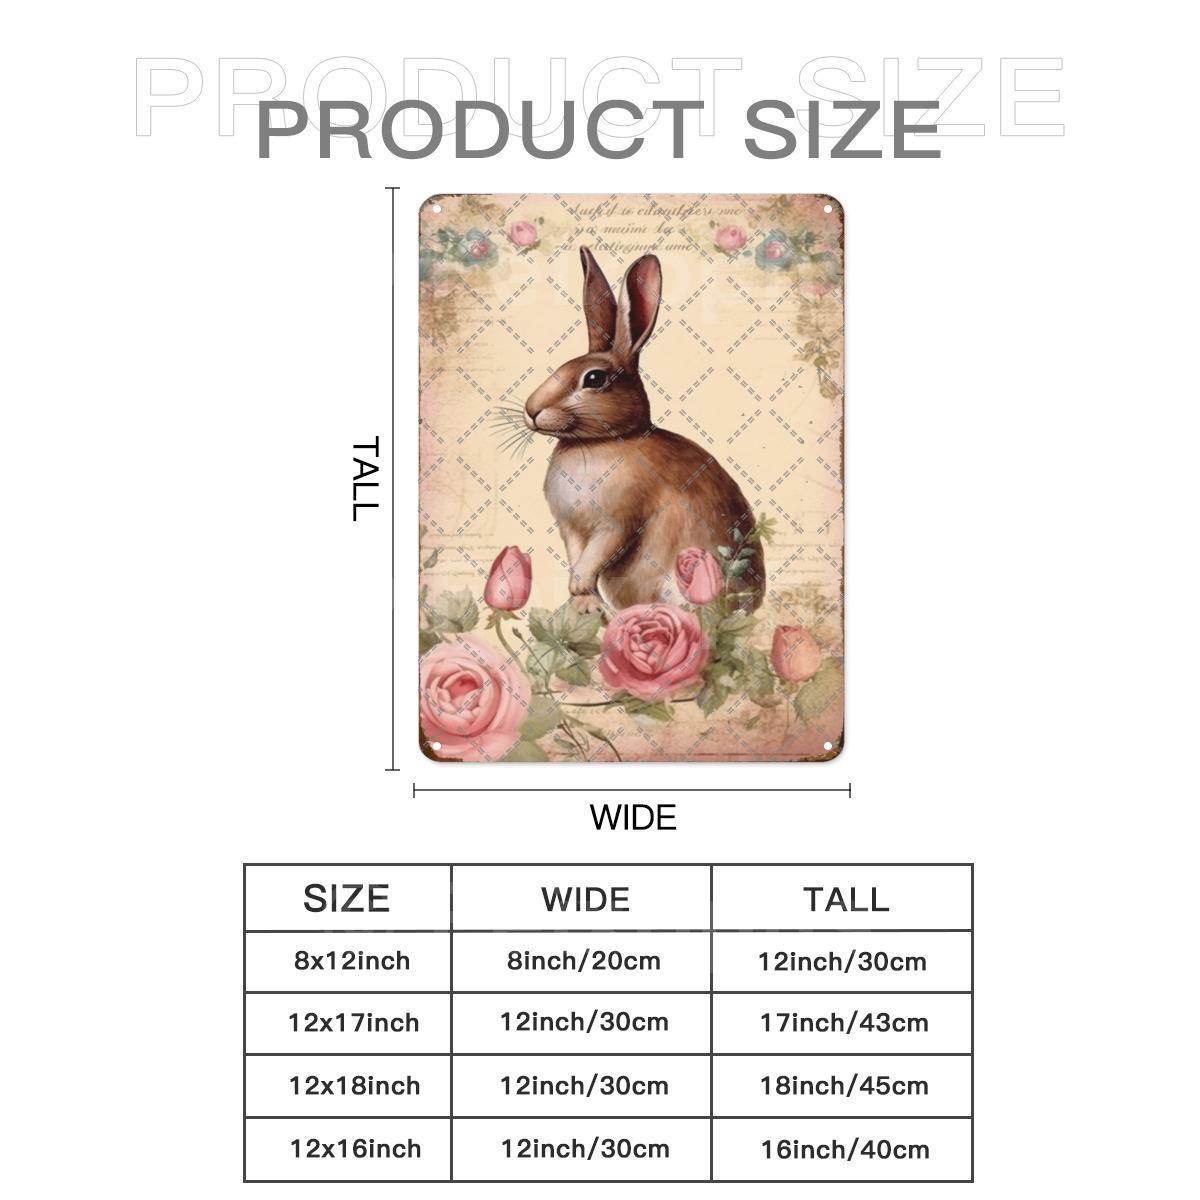 PRODUCT SIZE
PRODUCT SIZE
TALL
WIDE
SIZE WIDE TALL
8x12inch 8inch/20cm 12inch/30cm
12x17inch 12inch/30cm 17inch/43cm
12x18inch 12inch/30cm 18inch/45cm
12x16inch 12inch/30cm 16inch/40cm